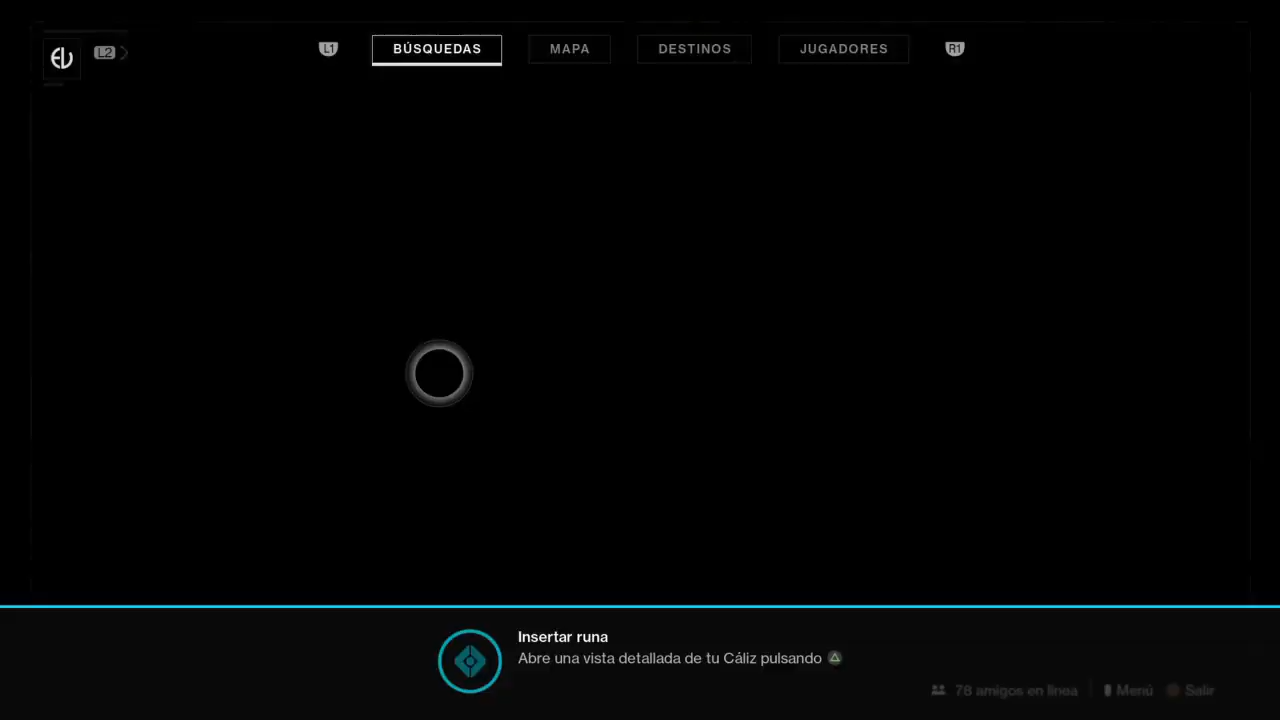 L2
L1
BÚSQUEDAS
MAPA
DESTINOS
JUGADORES
R1
Insertar runa
Abre una vista detallada de tu Cáliz pulsando
78 amigos en línea
Menú
Salir